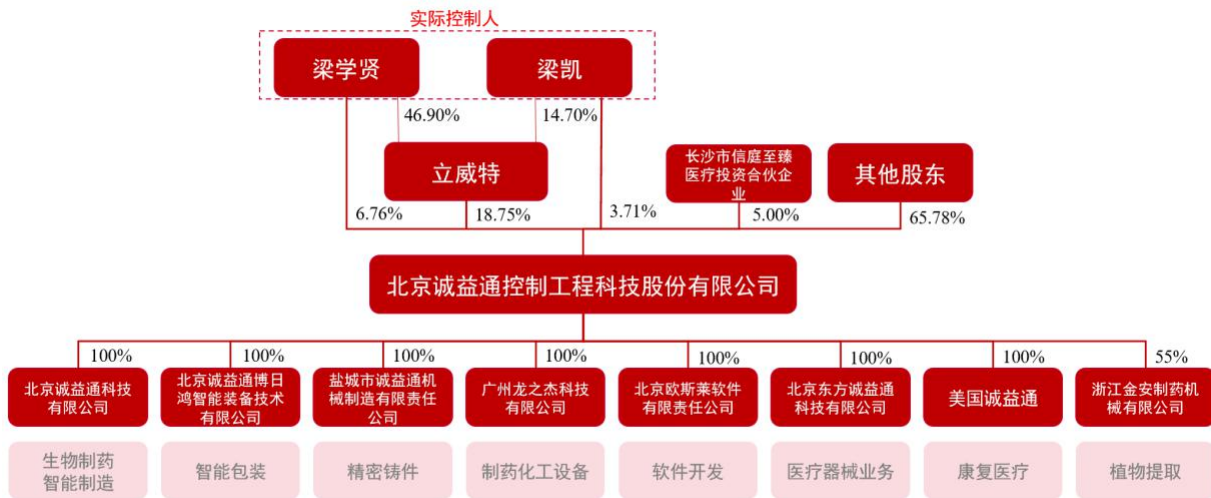 实际控制人
梁学贤
梁凯
46.90%
14.70%
立威特
长沙市信庭至臻
医疗投资合伙企
业
其他股东
6.76%
18.75%
3.71%
5.00%
65.78%
北京诚益通控制工程科技股份有限公司
100%
100%
100%
100%
100%
100%
100%
55%
北京诚益通科技
有限公司
北京诚益通博日
鸿智能装备技术
有限公司
盐城市诚益通机
械制造有限责任
公司
广州龙之杰科技
有限公司
北京欧斯莱软件
有限责任公司
北京东方诚益通
科技有限公司
美国诚益通
浙江金安制药机
械有限公司
生物制药
智能制造
智能包装
精密铸件
制药化工设备
软件开发
医疗器械业务
康复医疗
植物提取